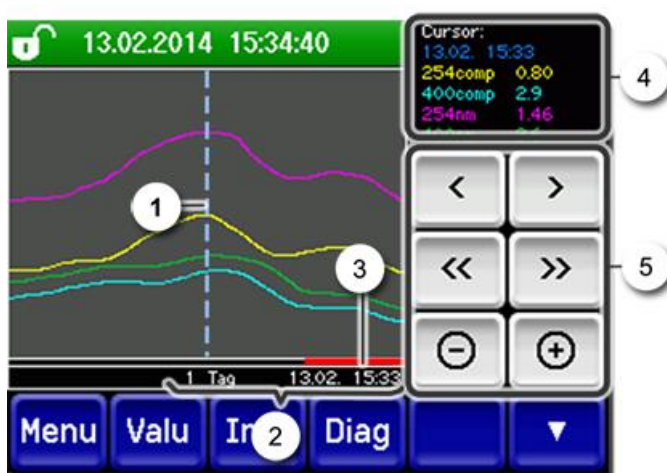 13.02.2014 15:34:40
Cursor:
13.02. 15:33
254comp 0.80
400comp 2.9
254nm 1.46
4
1
3
< >
<< >>
5
1 Tag 13.02. 15:33
2
Menu Valu Diag